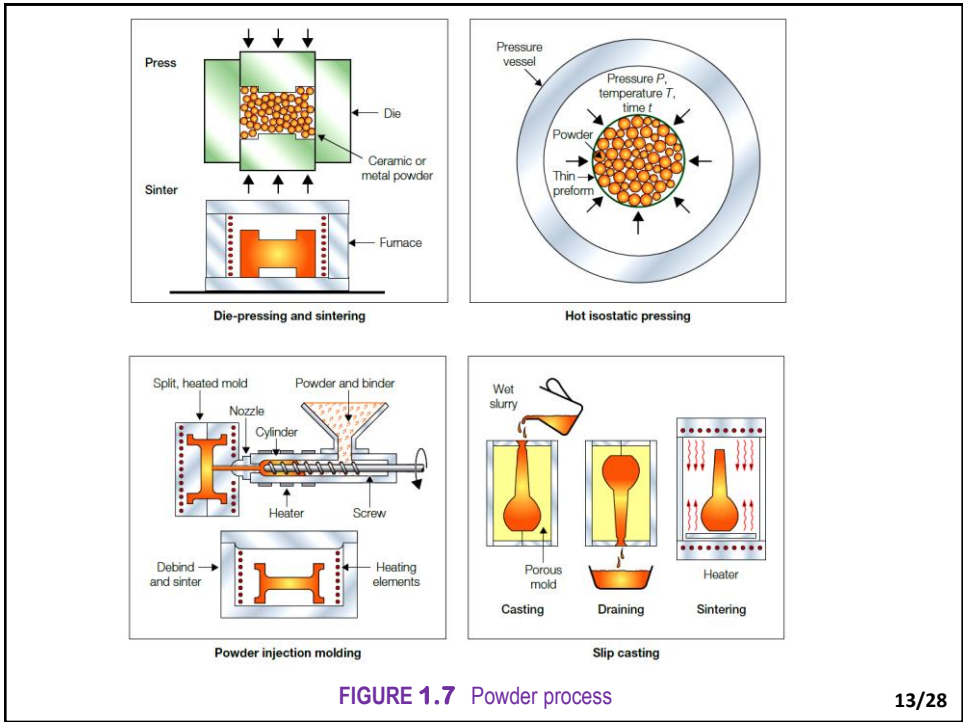 Press
Die
Ceramic or
metal powder
Sinter
Furnace
Die-pressing and sintering
Pressure
vessel
Pressure P,
temperature T,
time t
Powder
Thin
preform
Hot isostatic pressing
Split, heated mold
Powder and binder
Nozzle
Cylinder
Heater
Screw
Debind
and sinter
Heating
elements
Powder injection molding
Wet
slurry
Porous
mold
Heater
Casting
Draining
Sintering
Slip casting
FIGURE 1.7 Powder process
13/28